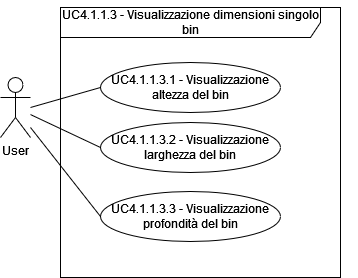 UC4.1.1.3 - Visualizzazione dimensioni singolo
bin
UC4.1.1.3.1 - Visualizzazione
altezza del bin
UC4.1.1.3.2 - Visualizzazione
larghezza del bin
User
UC4.1.1.3.3 - Visualizzazione
profondità del bin